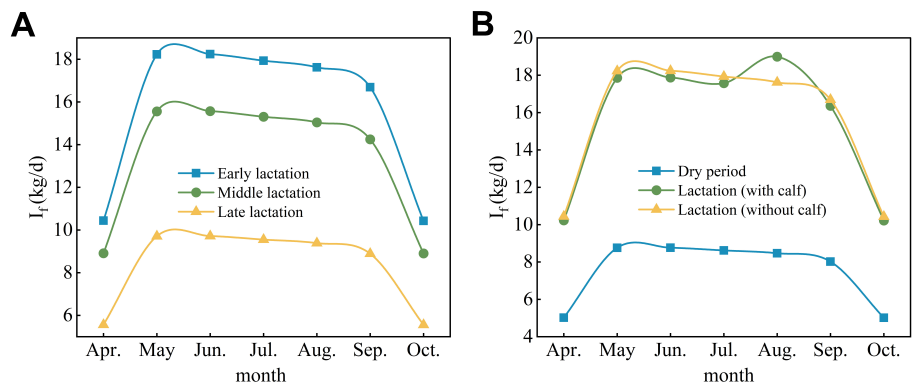 A
18
16
14
12
10
8
6
If (kg/d)
Early lactation
Middle lactation
Late lactation
Apr. May Jun. Jul. Aug. Sep. Oct.
month
B
20
18
16
14
12
10
8
6
4
If (kg/d)
Dry period
Lactation (with calf)
Lactation (without calf)
Apr. May Jun. Jul. Aug. Sep. Oct.
month